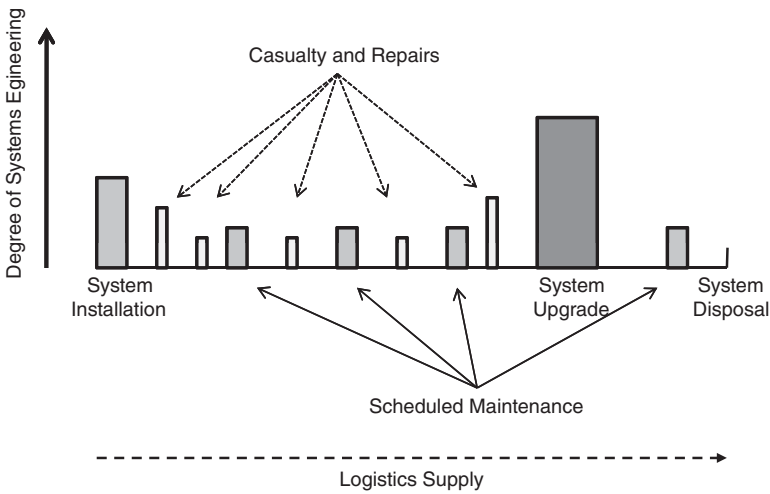 Degree of Systems Egineering
Casualty and Repairs
System
Installation
System
Upgrade
System
Disposal
Scheduled Maintenance
Logistics Supply